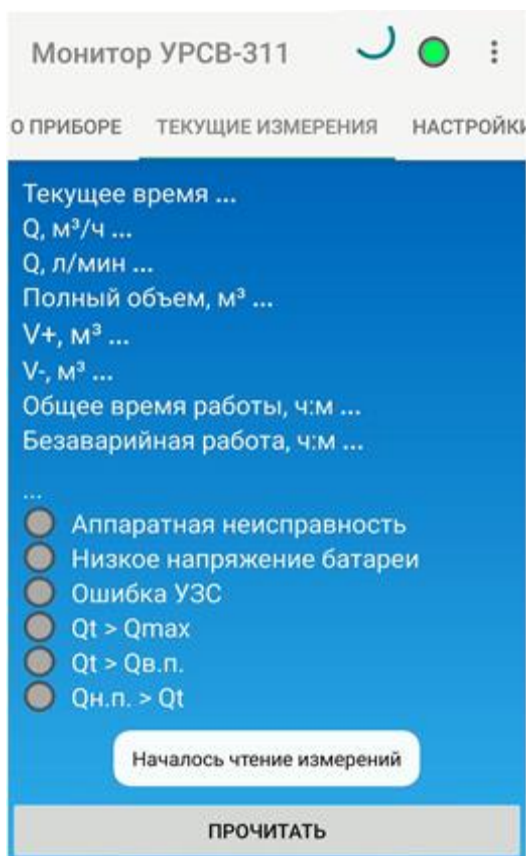 Монитор УРСВ-311
О ПРИБОРЕ ТЕКУЩИЕ ИЗМЕРЕНИЯ НАСТРОЙКИ
Текущее время ...
Q, м³/ч ...
Q, л/мин ...
Полный объем, м³ ...
V+, м³ ...
V-, м³ ...
Общее время работы, ч:м ...
Безаварийная работа, ч:м ...
...
Аппаратная неисправность
Низкое напряжение батареи
Ошибка УЗС
Qt > Qmax
Qt > Qв.п.
Qн.п. > Qt
Началось чтение измерений
ПРОЧИТАТЬ